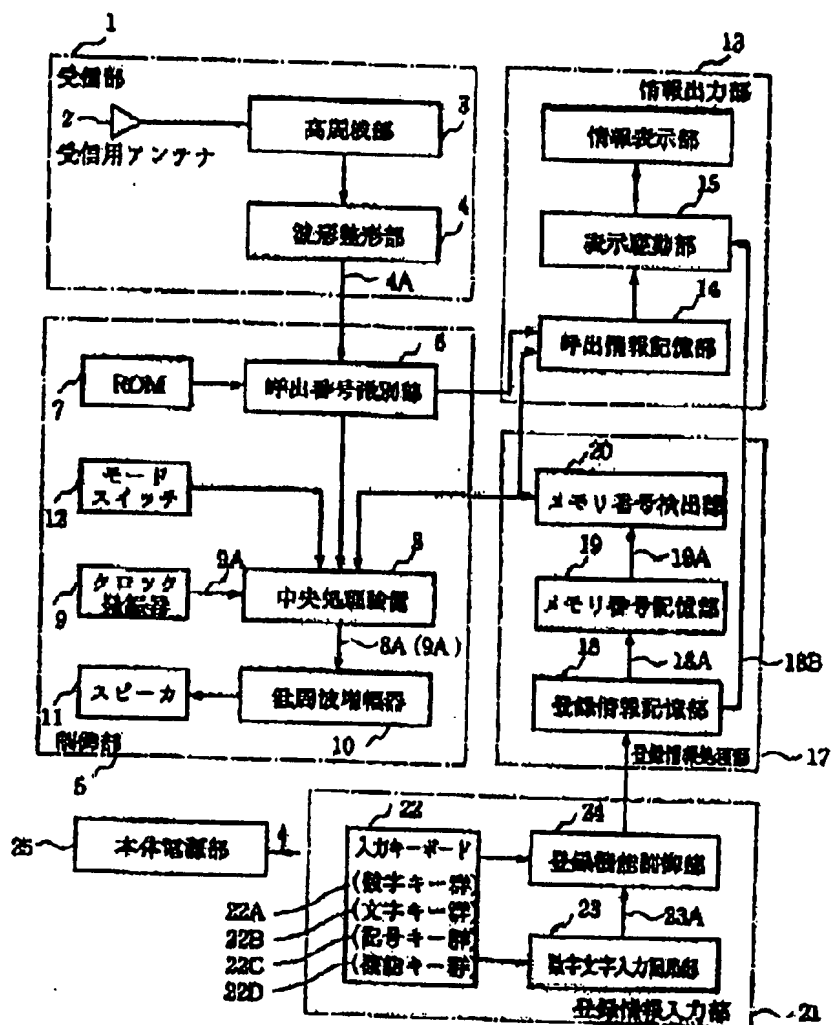 1
受信部
2
受信用アンテナ
高周波部
3
波形整形部
4
4A
13
情報出力部
情報表示部
15
表示駆動部
14
呼出情報記憶部
6
7
ROM
呼出番号識別部
12
モード
スイッチ
8
9
クロック
発振器
9A
中央処理装置
8A(9A)
11
スピーカ
低周波増幅器
10
制御部
5
20
メモリ番号検出部
19
19A
メモリ番号記憶部
18
18A
18B
登録情報記憶部
登録情報処理部
17
25
本体電源部
22
入力キーボード
(数字キー群)
(文字キー群)
(記号キー群)
(機能キー群)
22A
22B
22C
22D
24
登録機能制御部
23
23A
数字文字入力回路部
登録情報入力部
21